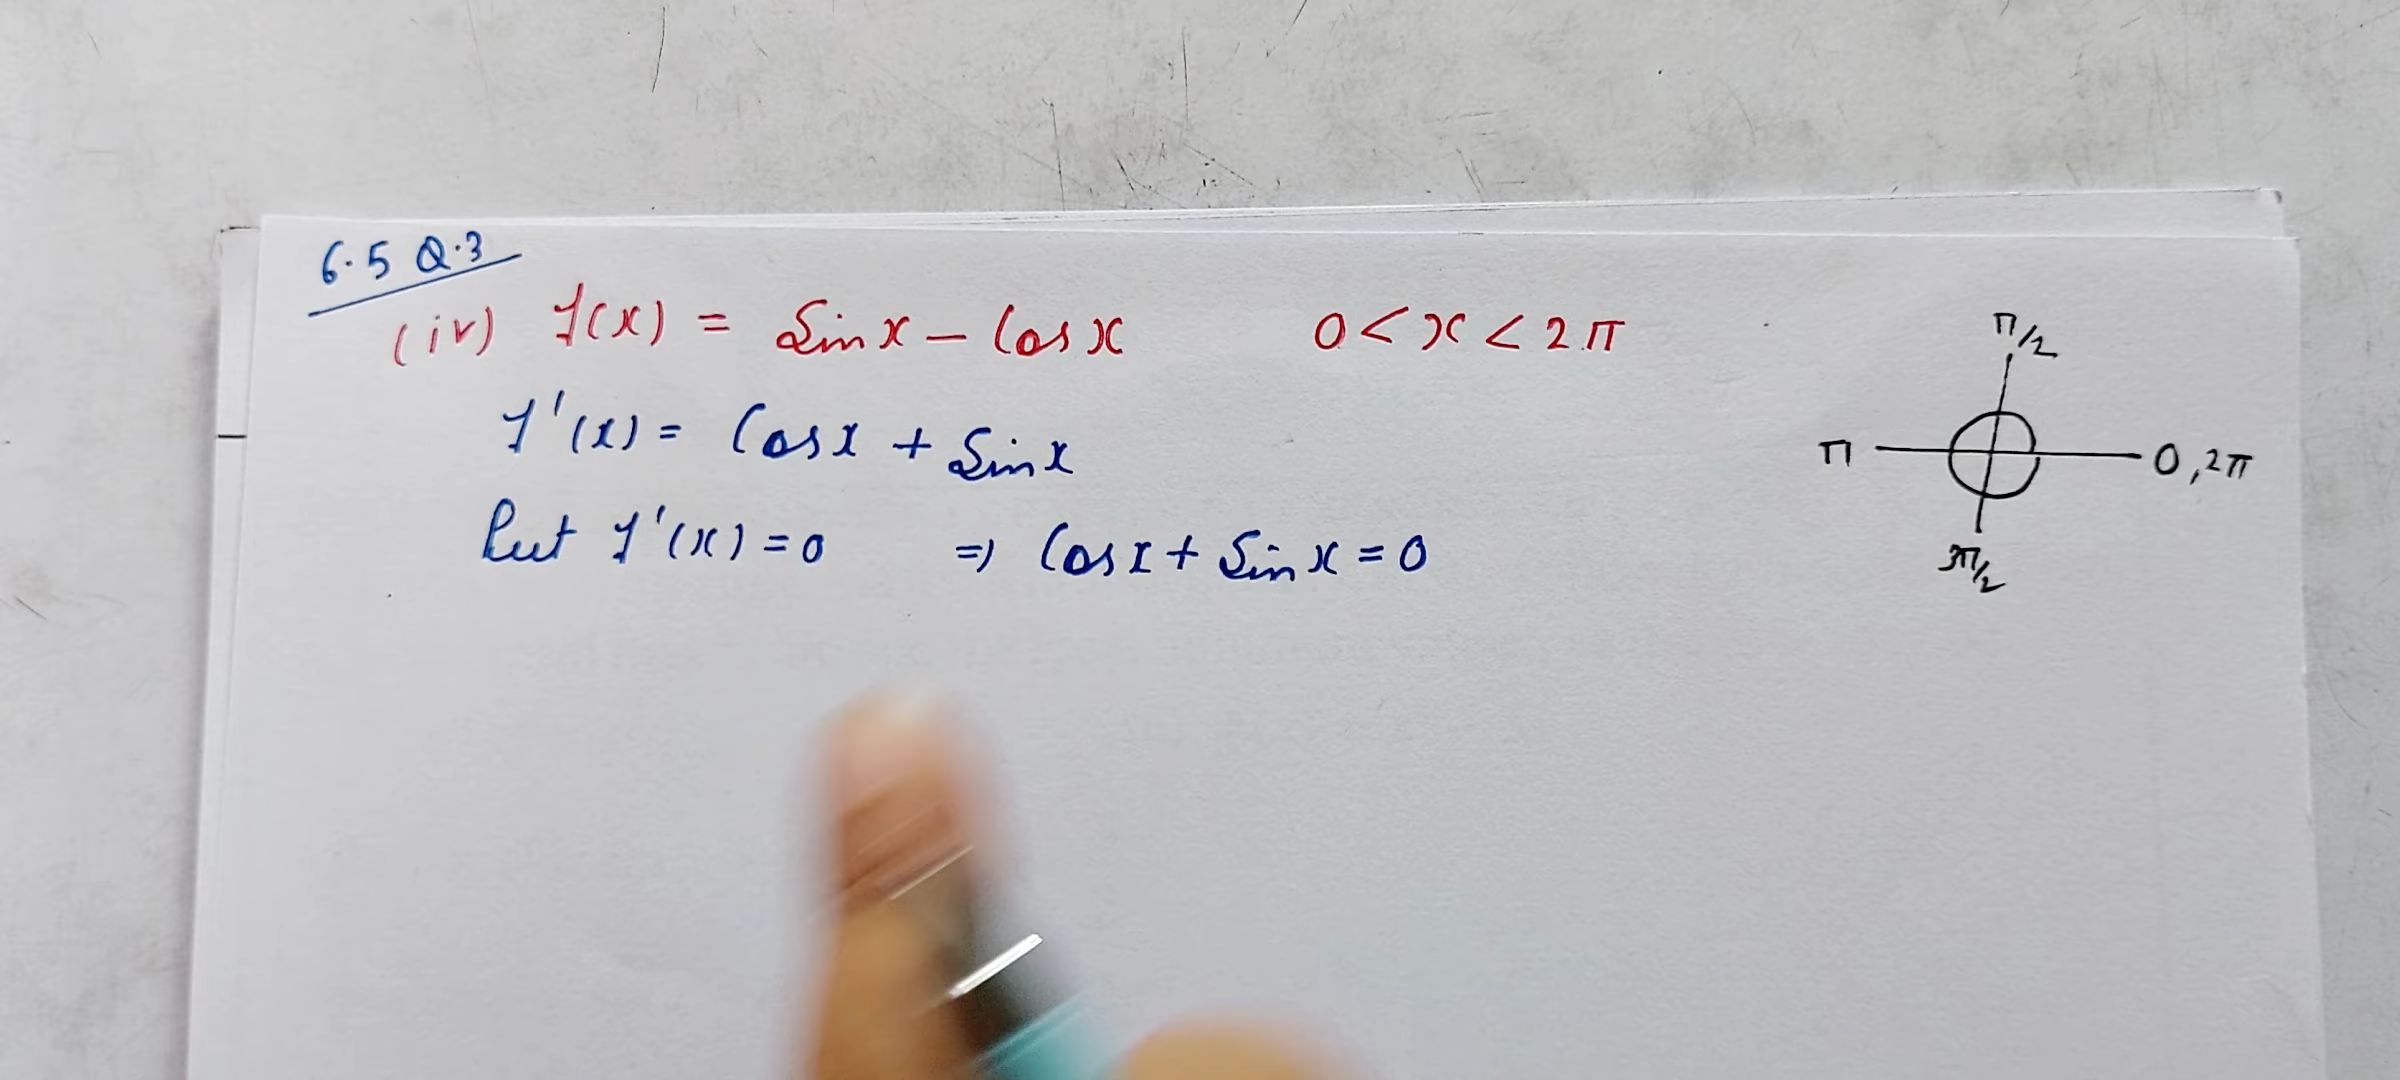 6.5 Q.3
(iv) f(x) = Sin x - Cos x 0 < x < 2π
f'(x) = Cos x + Sin x
Put f'(x) = 0 ⇒ Cos x + Sin x = 0
π/2
π 0, 2π
3π/2